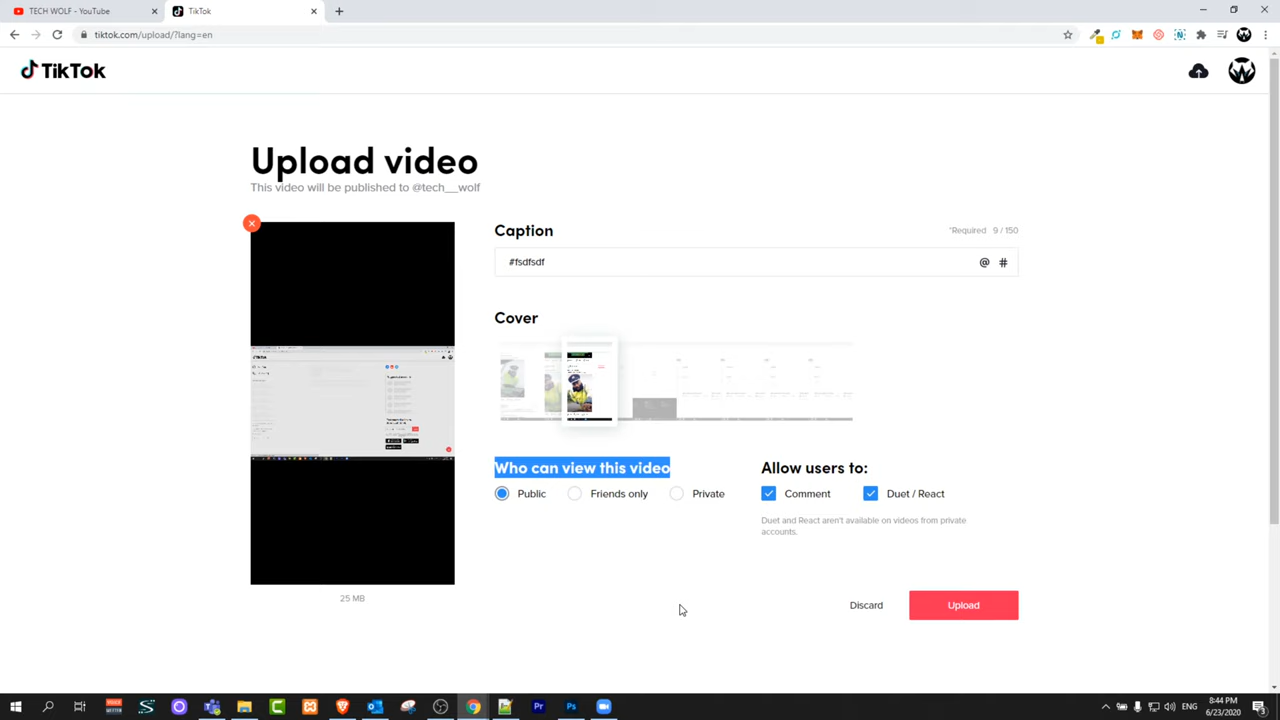 TECH WOLF - YouTube
TikTok
tiktok.com/upload/?lang=en
TikTok
Upload video
This video will be published to @tech__wolf
Caption
*Required 9 / 150
#fsdfsdf
@ #
Cover
Who can view this video
Public
Friends only
Private
Allow users to:
Comment
Duet / React
Duet and React aren't available on videos from private
accounts.
25 MB
Discard
Upload
ENG
8:44 PM
6/23/2020